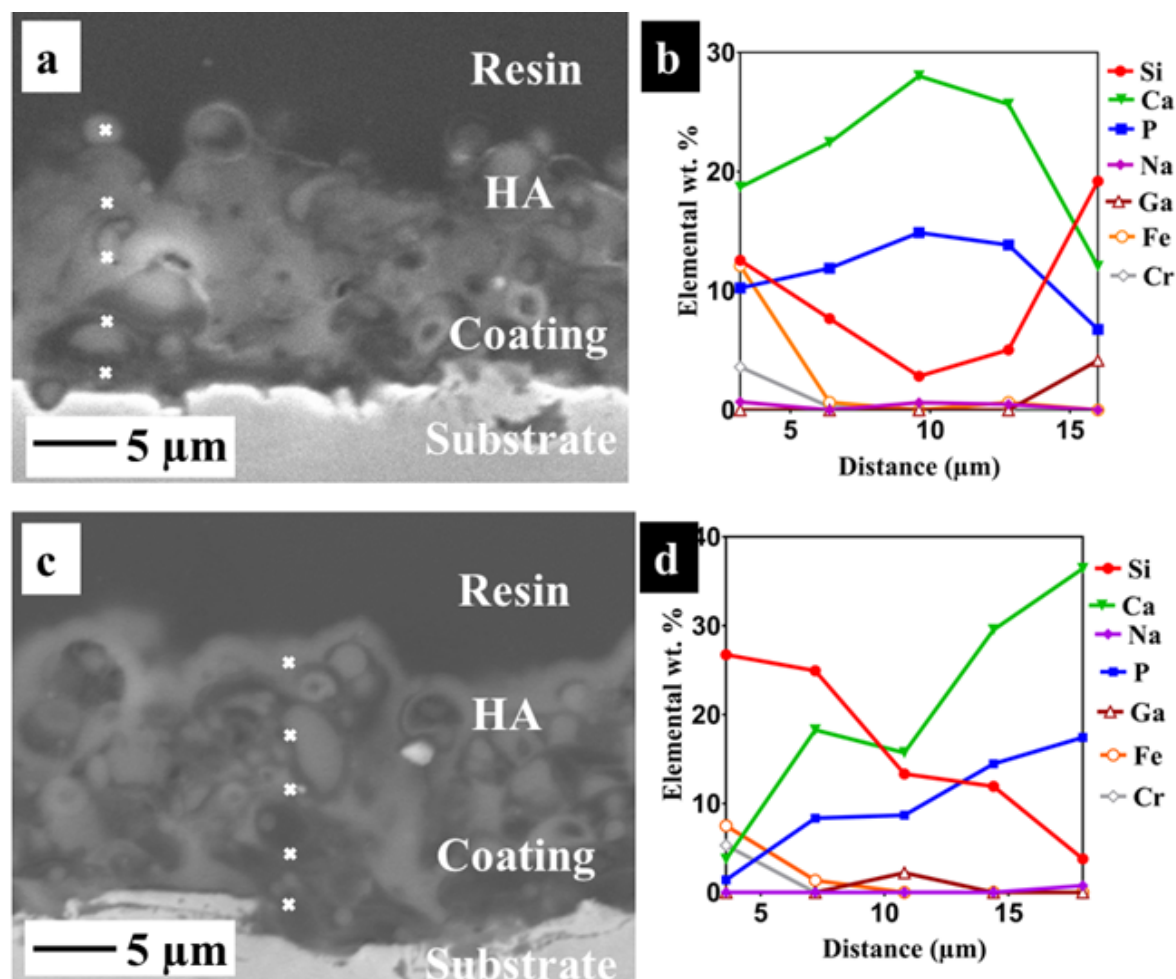 a
Resin
HA
Coating
Substrate
5 µm
b
30
20
10
0
5
10
15
Elemental wt. %
Distance (µm)
Si
Ca
P
Na
Ga
Fe
Cr
c
Resin
HA
Coating
Substrate
5 µm
d
40
30
20
10
0
5
10
15
Elemental wt. %
Distance (µm)
Si
Ca
Na
P
Ga
Fe
Cr